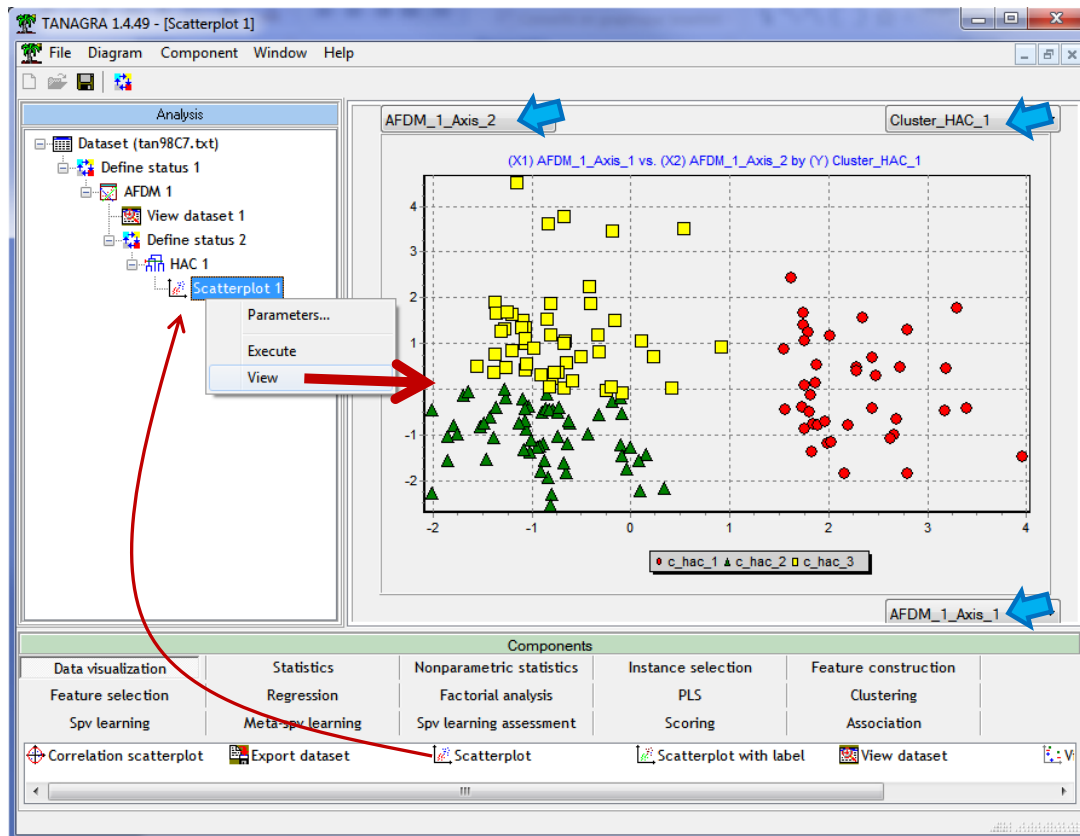 TANAGRA 1.4.49 - [Scatterplot 1]
File Diagram Component Window Help
Analysis
Dataset (tan98C7.txt)
Define status 1
AFDM 1
View dataset 1
Define status 2
HAC 1
Scatterplot 1
Parameters...
Execute
View
AFDM_1_Axis_2
Cluster_HAC_1
(X1) AFDM_1_Axis_1 vs. (X2) AFDM_1_Axis_2 by (Y) Cluster_HAC_1
4
3
2
1
-1
-2
-2 -1 0 1 2 3 4
c_hac_1 c_hac_2 c_hac_3
AFDM_1_Axis_1
Components
Data visualization Statistics Nonparametric statistics Instance selection Feature construction
Feature selection Regression Factorial analysis PLS Clustering
Spv learning Meta-spv learning Spv learning assessment Scoring Association
Correlation scatterplot Export dataset Scatterplot Scatterplot with label View dataset